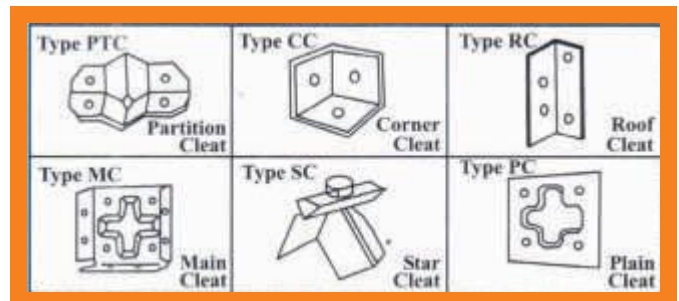 Type PTC
Partition
Cleat
Type CC
Corner
Cleat
Type RC
Roof
Cleat
Type MC
Main
Cleat
Type SC
Star
Cleat
Type PC
Plain
Cleat